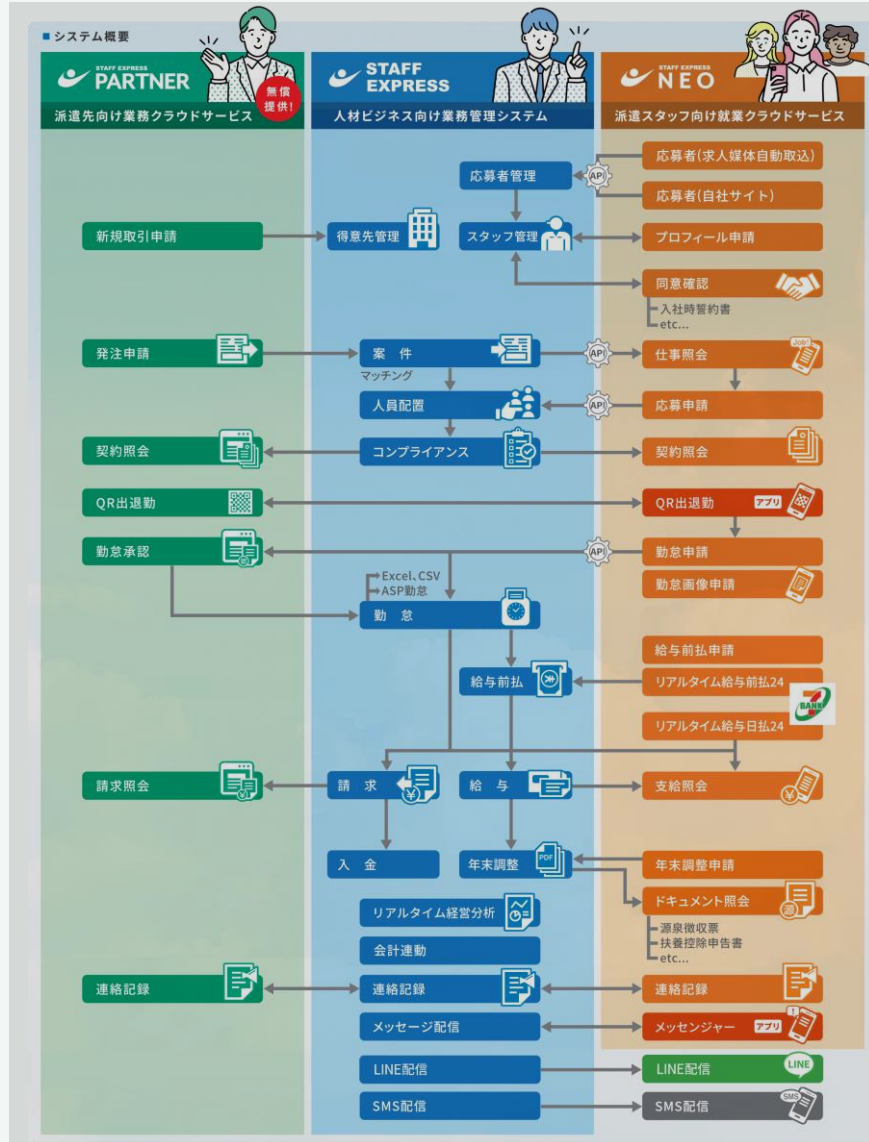 システム概要
STAFF EXPRESS
PARTNER
無償
提供!
派遣先向け業務クラウドサービス
STAFF
EXPRESS
人材ビジネス向け業務管理システム
STAFF EXPRESS
NEO
派遣スタッフ向け就業クラウドサービス
応募者(求人媒体自動取込)
応募者管理
API
応募者(自社サイト)
新規取引申請
得意先管理
スタッフ管理
プロフィール申請
同意確認
入社時誓約書
etc...
発注申請
案 件
API
仕事照会
Job!
マッチング
人員配置
API
応募申請
契約照会
コンプライアンス
契約照会
QR出退勤
QR出退勤
アプリ
勤怠承認
API
勤怠申請
Excel、CSV
ASP勤怠
勤怠画像申請
勤 怠
給与前払申請
給与前払
リアルタイム給与前払24
7
BANK
リアルタイム給与日払24
請求照会
請 求
給 与
支給照会
入 金
年末調整
PDF
年末調整申請
ドキュメント照会
源
リアルタイム経営分析
源泉徴収票
扶養控除申告書
etc...
会計連動
連絡記録
連絡記録
連絡記録
メッセージ配信
メッセンジャー
アプリ
LINE配信
LINE配信
LINE
SMS配信
SMS配信
SMS